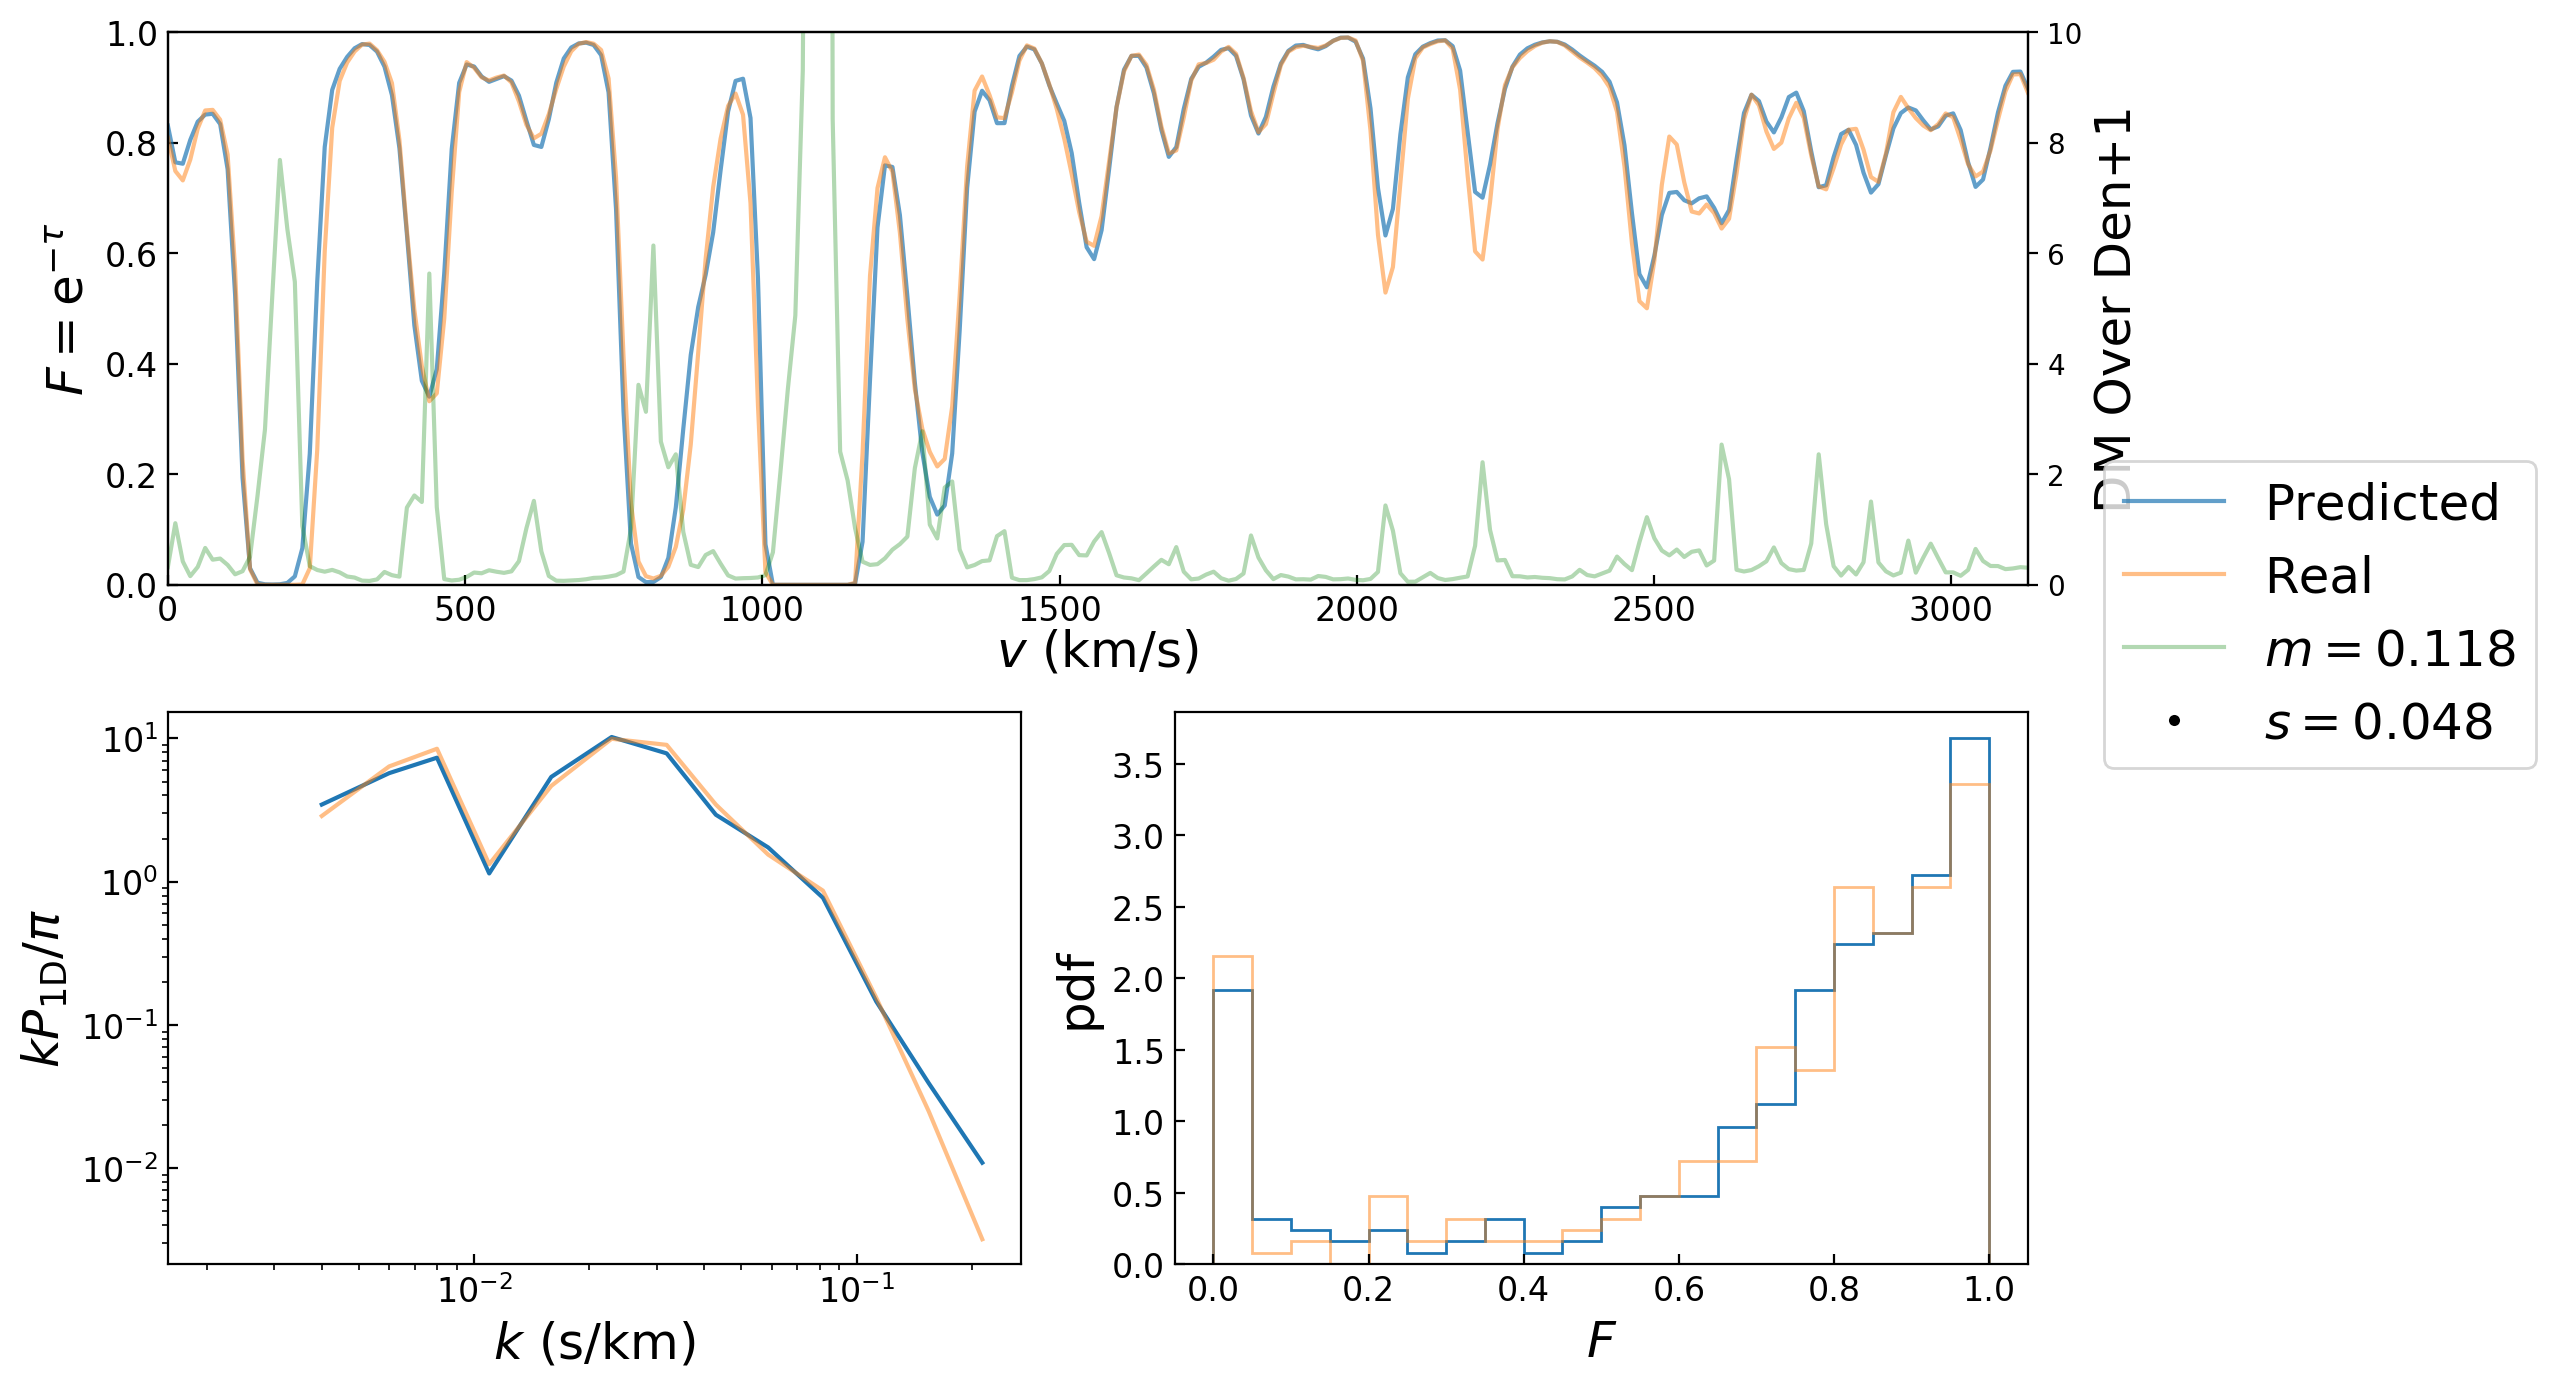 F = e−τ
1.0
0.8
0.6
0.4
0.2
0.0
0 500 1000 1500 2000 2500 3000
v (km/s)
10
8
6
4
2
0
DM Over Den+1
Predicted
Real
m = 0.118
s = 0.048
kP1D/π
10^1
10^0
10^−1
10^−2
10^−2 10^−1
k (s/km)
pdf
3.5
3.0
2.5
2.0
1.5
1.0
0.5
0.0
0.0 0.2 0.4 0.6 0.8 1.0
F